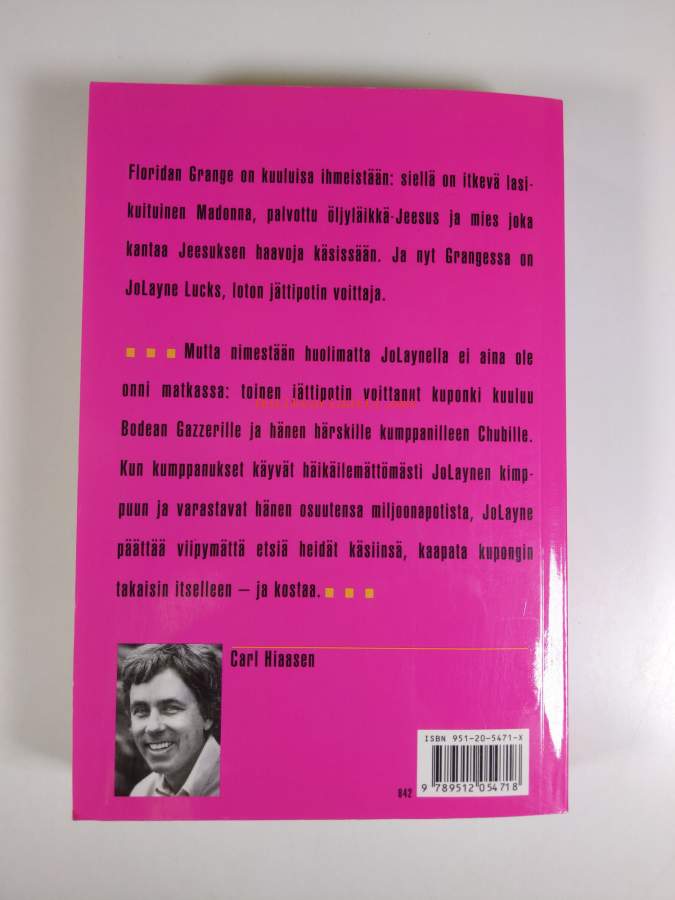 Floridan Grange on kuuluisa ihmeistään: siellä on itkevä lasi-
kuituinen Madonna, palvottu öljyläikkä-Jeesus ja mies joka
kantaa Jeesuksen haavoja käsissään. Ja nyt Grangessa on
JoLayne Lucks, loton jättipotin voittaja.
Mutta nimestään huolimatta JoLaynella ei aina ole
onni matkassa: toinen jättipotin voittanut kuponki kuuluu
Bodean Gazzerille ja hänen härskille kumppanilleen Chubille.
Kun kumppanukset käyvät häikäilemättömästi JoLaynen kimp-
puun ja varastavat hänen osuutensa miljoonapotista, JoLayne
päättää viipymättä etsiä heidät käsiinsä, kaapata kupongin
takaisin itselleen – ja kostaa.
Carl Hiaasen
ISBN 951-20-5471-X
842
9 789512 054718